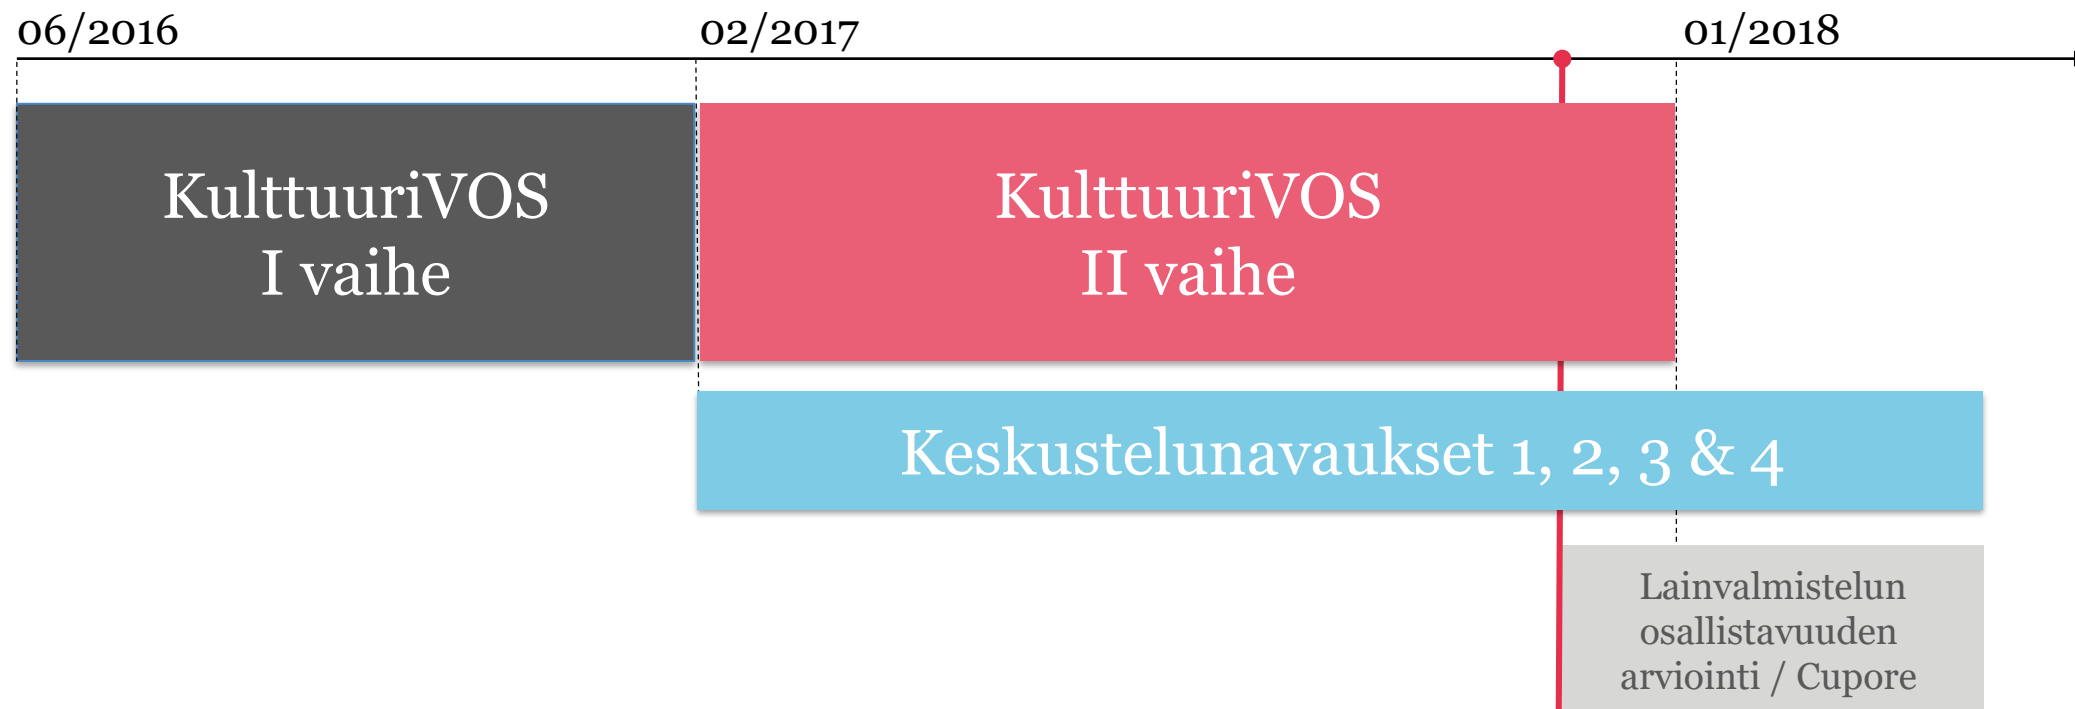 06/2016
02/2017
01/2018
KulttuuriVOS
I vaihe
KulttuuriVOS
II vaihe
Keskustelunavaukset 1, 2, 3 & 4
Lainvalmistelun
osallistavuuden
arviointi / Cupore